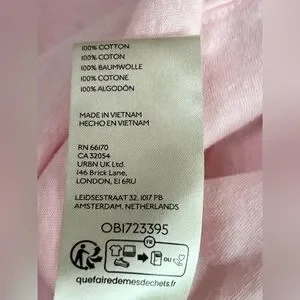 100% COTTON
100% COTON
100% BAUMWOLLE
100% COTONE
100% ALGODÓN
MADE IN VIETNAM
HECHO EN VIETNAM
RN 66170
CA 32054
URBN UK Ltd.
146 Brick Lane,
LONDON, E1 6RU
LEIDSESTRAAT 32, 1017 PB
AMSTERDAM, NETHERLANDS
OB1723395
FR
OU
quefairedemesdechets.fr